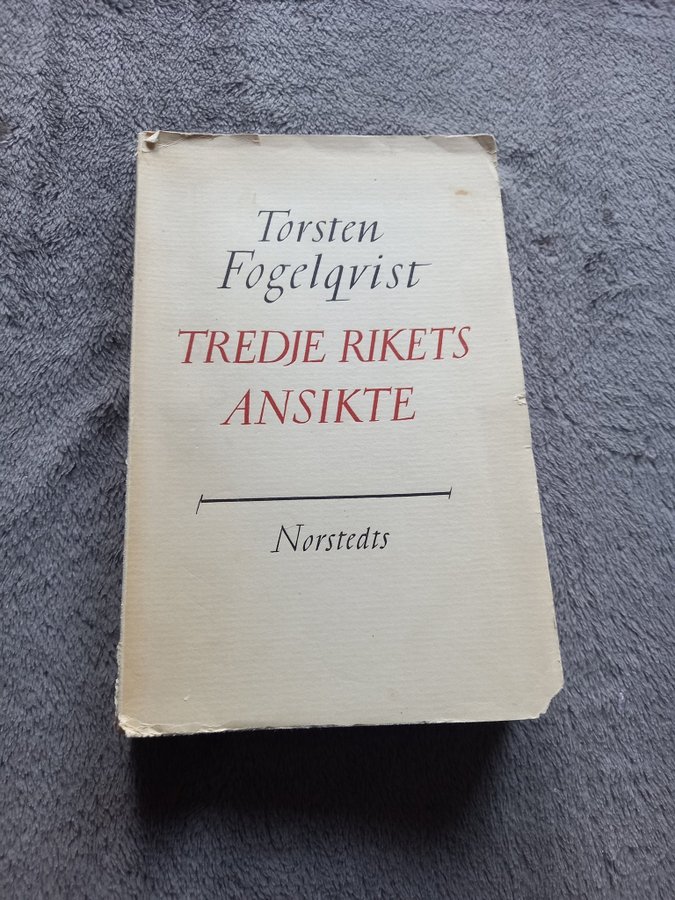 Torsten
Fogelqvist
TREDJE RIKETS
ANSIKTE
Norstedts